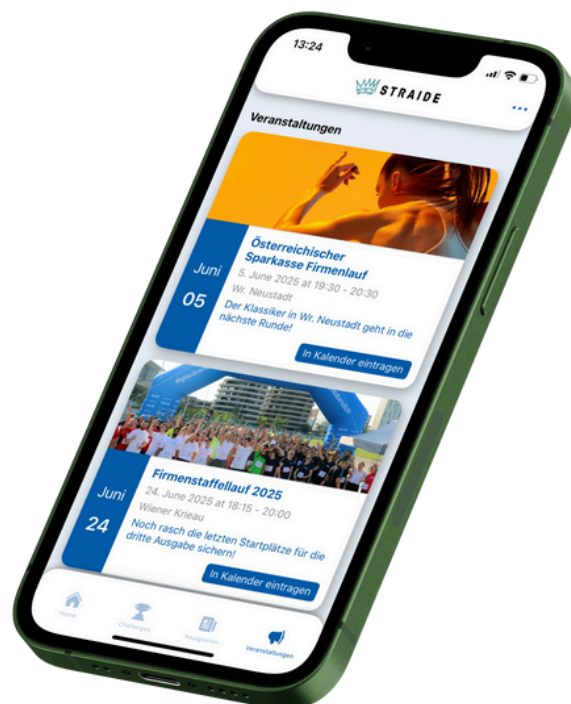 13:24
STRAIDE
Veranstaltungen
Österreichischer
Sparkasse Firmenlauf
5. June 2025 at 19:30 - 20:30
Wr. Neustadt
Der Klassiker in Wr. Neustadt geht in die
nächste Runde!
Juni
05
In Kalender eintragen
Firmenstaffellauf 2025
24. June 2025 at 18:15 - 20:00
Wiener Krieau
Noch rasch die letzten Startplätze für die
dritte Ausgabe sichern!
Juni
24
In Kalender eintragen
Home
Challenges
Neuigkeiten
Veranstaltungen